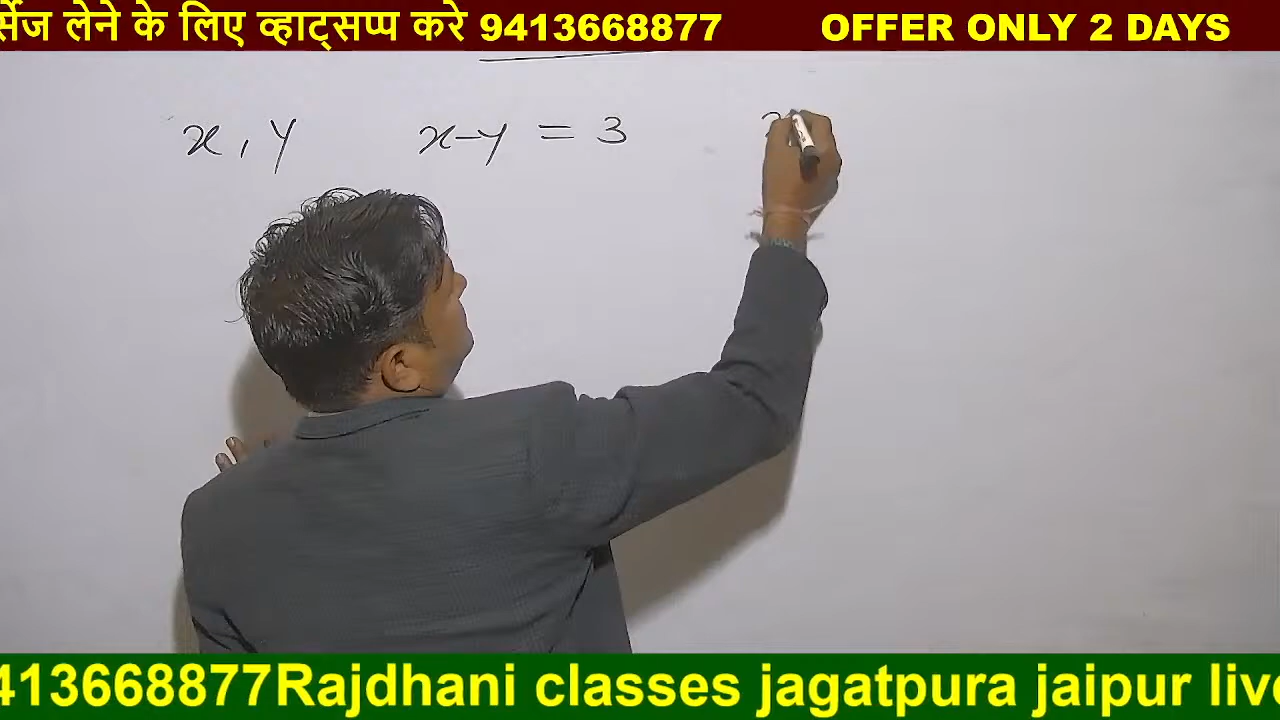 र्सेज लेने के लिए व्हाट्सप्प करे 9413668877 OFFER ONLY 2 DAYS
x, y x-y = 3
413668877Rajdhani classes jagatpura jaipur live